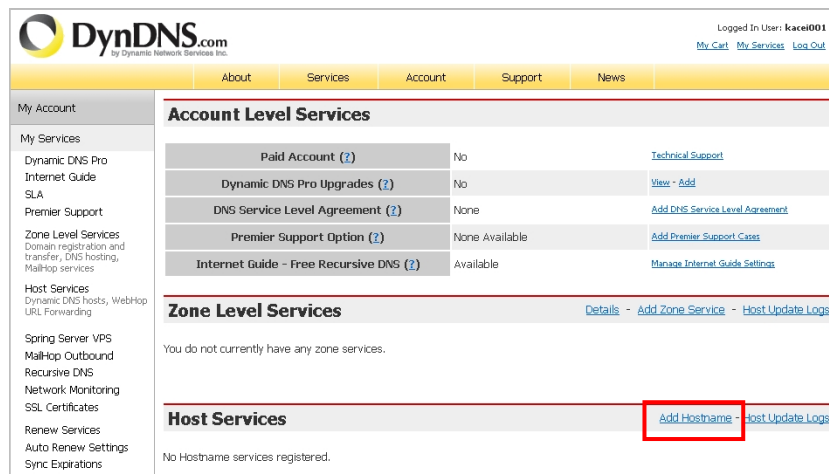 DynDNS.com
by Dynamic Network Services Inc.
Logged In User: kacei001
My Cart My Services Log Out
About Services Account Support News
My Account
My Services
Dynamic DNS Pro
Internet Guide
SLA
Premier Support
Zone Level Services
Domain registration and
transfer, DNS hosting,
MailHop services
Host Services
Dynamic DNS hosts, WebHop
URL Forwarding
Spring Server VPS
MailHop Outbound
Recursive DNS
Network Monitoring
SSL Certificates
Renew Services
Auto Renew Settings
Sync Expirations
Account Level Services
Paid Account (?) No Technical Support
Dynamic DNS Pro Upgrades (?) No View - Add
DNS Service Level Agreement (?) None Add DNS Service Level Agreement
Premier Support Option (?) None Available Add Premier Support Cases
Internet Guide - Free Recursive DNS (?) Available Manage Internet Guide Settings
Zone Level Services Details - Add Zone Service - Host Update Logs
You do not currently have any zone services.
Host Services Add Hostname - Host Update Logs
No Hostname services registered.